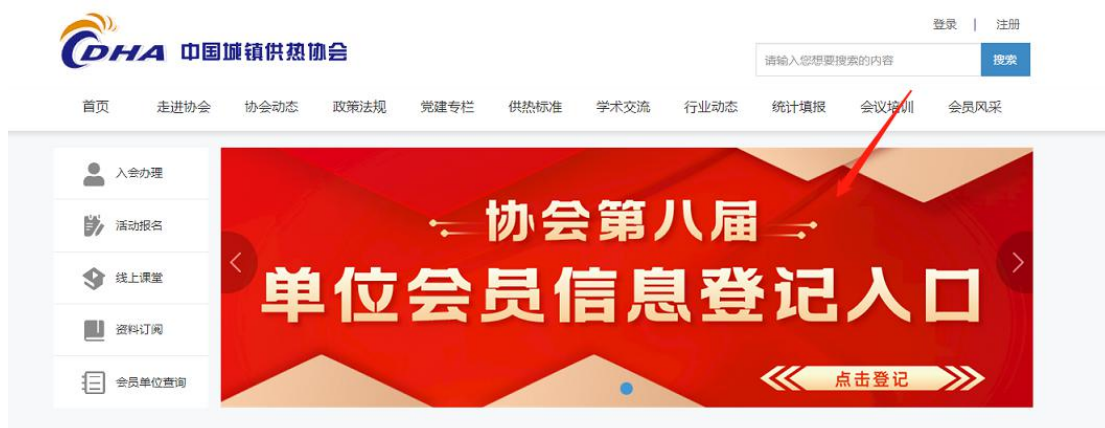 登录 | 注册
CDHA 中国城镇供热协会
请输入您想要搜索的内容 搜索
首页 走进协会 协会动态 政策法规 党建专栏 供热标准 学术交流 行业动态 统计填报 会议培训 会员风采
入会办理
活动报名
线上课堂
资料订阅
会员单位查询
协会第八届
单位会员信息登记入口
点击登记